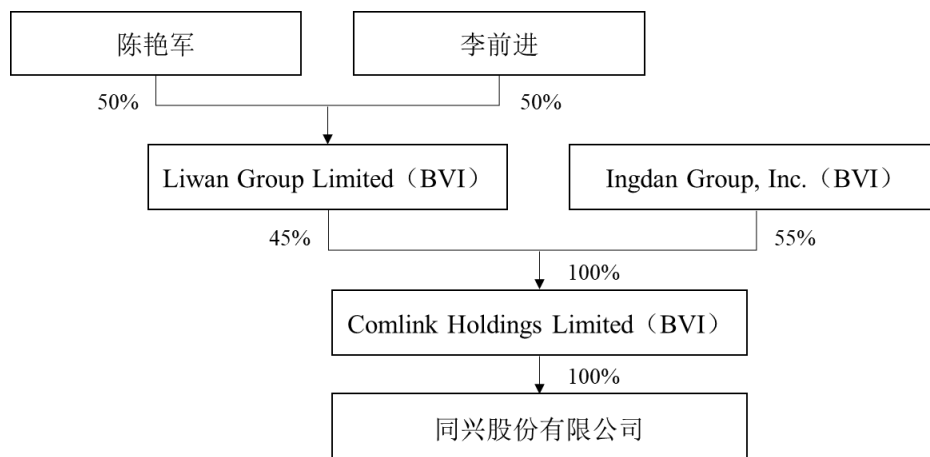 陈艳军
李前进
50%
50%
Liwan Group Limited（BVI）
Ingdan Group, Inc.（BVI）
45%
55%
100%
Comlink Holdings Limited（BVI）
100%
同兴股份有限公司